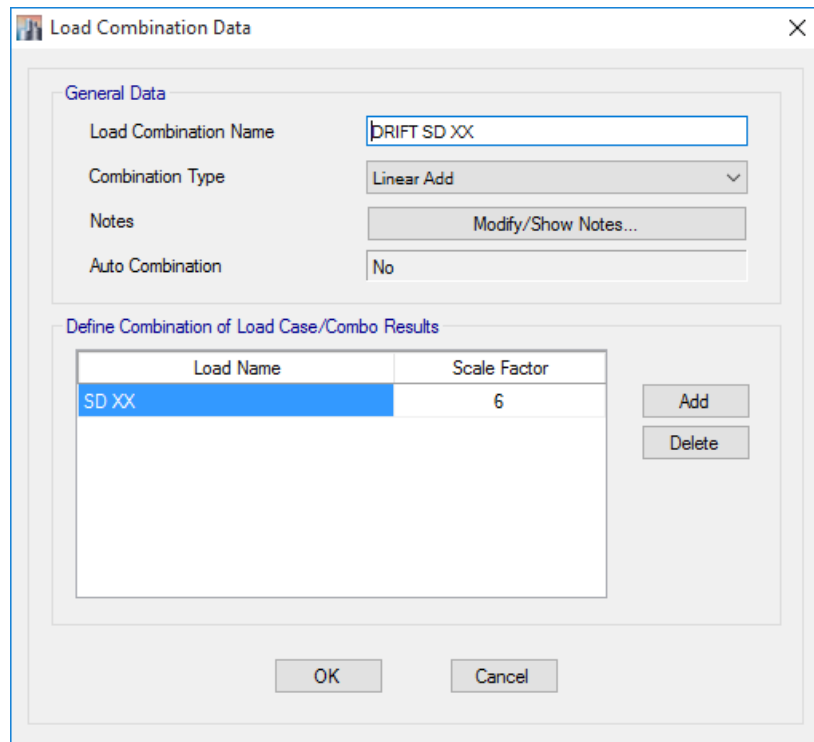 Load Combination Data
General Data
Load Combination Name DRIFT SD XX
Combination Type Linear Add
Notes Modify/Show Notes...
Auto Combination No
Define Combination of Load Case/Combo Results
Load Name Scale Factor
SD XX 6 Add
Delete
OK Cancel